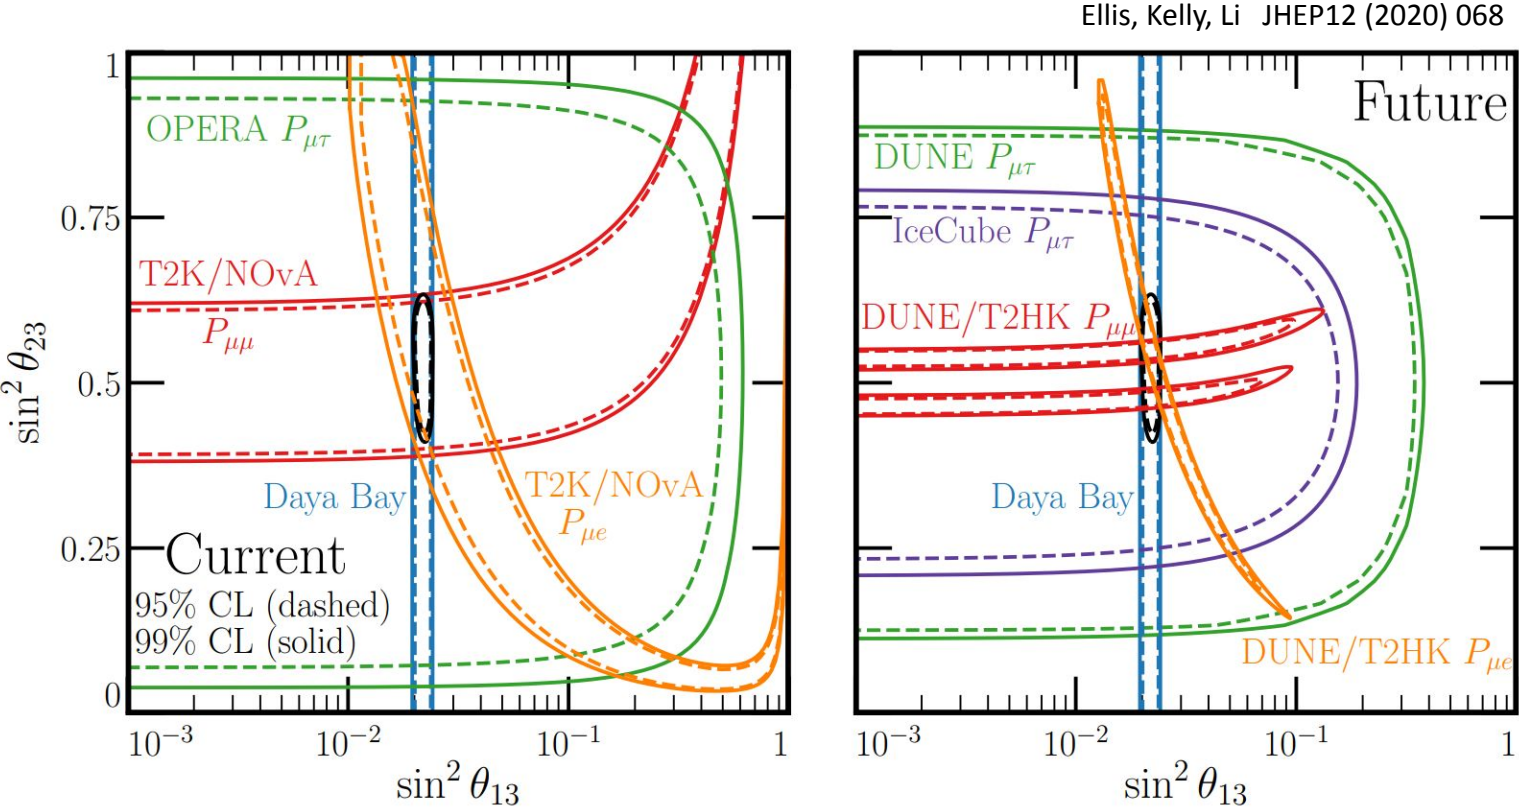 Ellis, Kelly, Li JHEP12 (2020) 068
1
OPERA Pμτ
0.75
T2K/NOvA
Pμμ
0.5
sin² θ23
Daya Bay
T2K/NOvA
Pμe
0.25
Current
95% CL (dashed)
99% CL (solid)
0
10⁻³ 10⁻² 10⁻¹ 1
sin² θ13
Future
DUNE Pμτ
IceCube Pμτ
DUNE/T2HK Pμμ
Daya Bay
DUNE/T2HK Pμe
10⁻³ 10⁻² 10⁻¹ 1
sin² θ13